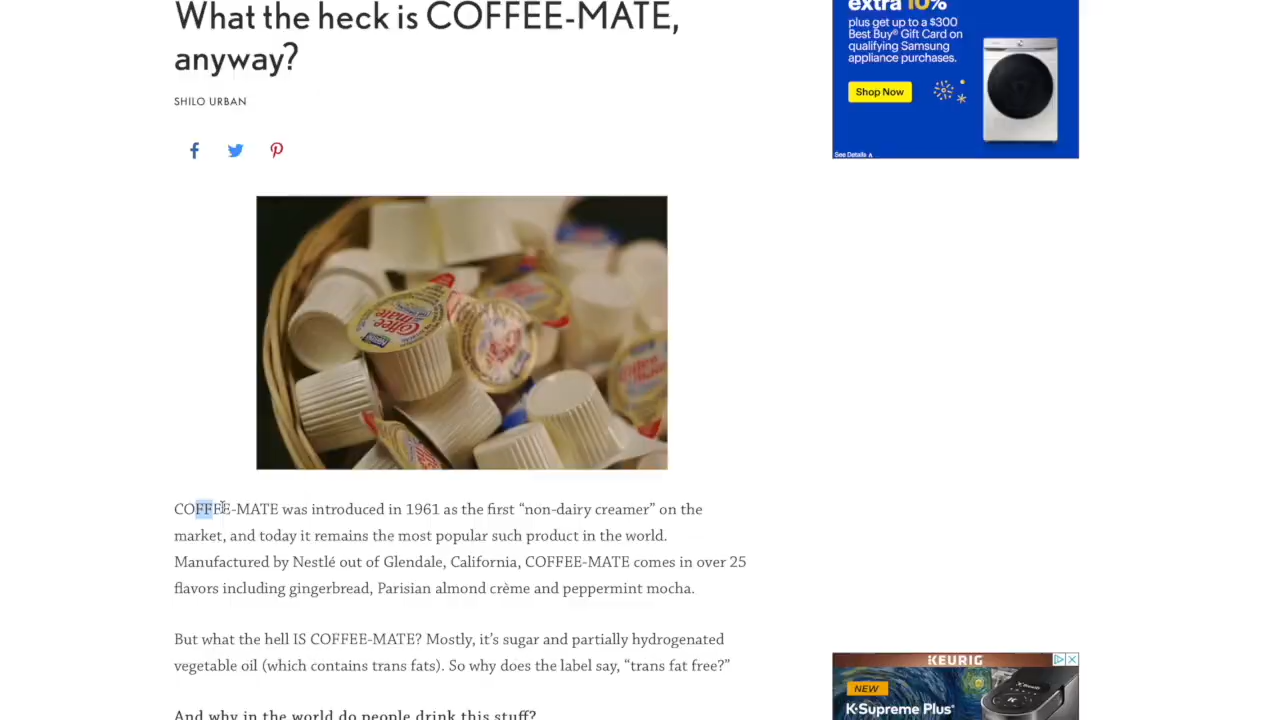 What the heck is COFFEE-MATE,
anyway?
SHILO URBAN
COFFEE-MATE was introduced in 1961 as the first “non-dairy creamer” on the
market, and today it remains the most popular such product in the world.
Manufactured by Nestlé out of Glendale, California, COFFEE-MATE comes in over 25
flavors including gingerbread, Parisian almond crème and peppermint mocha.
But what the hell IS COFFEE-MATE? Mostly, it’s sugar and partially hydrogenated
vegetable oil (which contains trans fats). So why does the label say, “trans fat free?”
And why in the world do people drink this stuff?
extra 10%
plus get up to a $300
Best Buy® Gift Card on
qualifying Samsung
appliance purchases.
Shop Now
See Details
KEURIG
NEW
K•Supreme Plus®
Coffee
mate